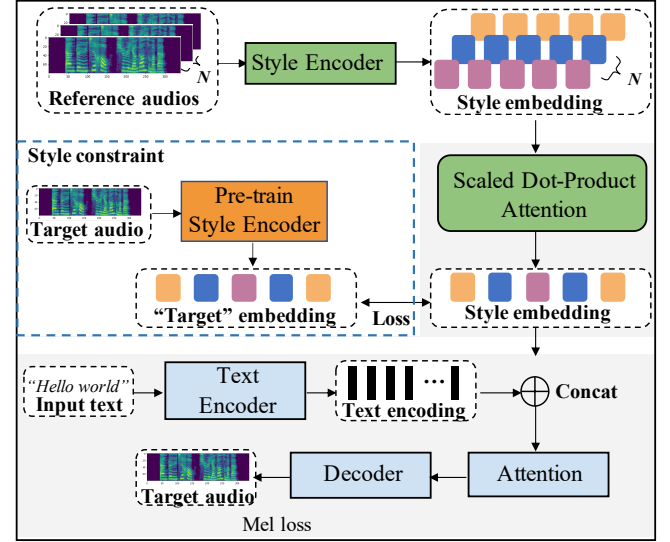 N
Reference audios
Style Encoder
N
Style embedding
Style constraint
Target audio
Pre-train
Style Encoder
Scaled Dot-Product
Attention
"Target" embedding
Loss
Style embedding
"Hello world"
Input text
Text
Encoder
Text encoding
Concat
Target audio
Decoder
Attention
Mel loss